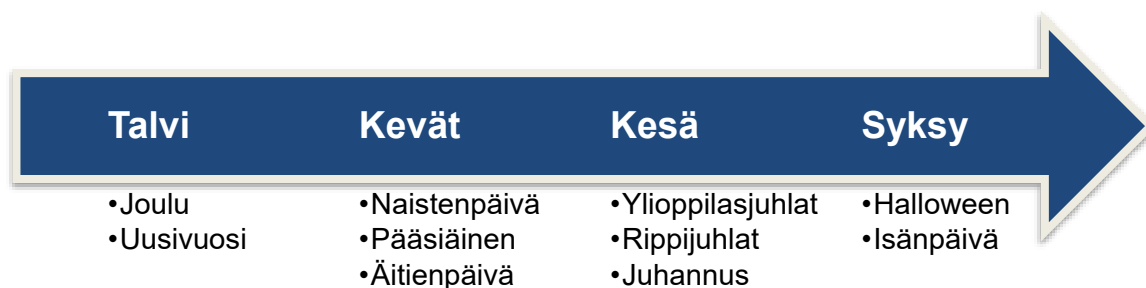 Talvi
•Joulu
•Uusivuosi
Kevät
•Naistenpäivä
•Pääsiäinen
•Äitienpäivä
Kesä
•Ylioppilasjuhlat
•Rippijuhlat
•Juhannus
Syksy
•Halloween
•Isänpäivä